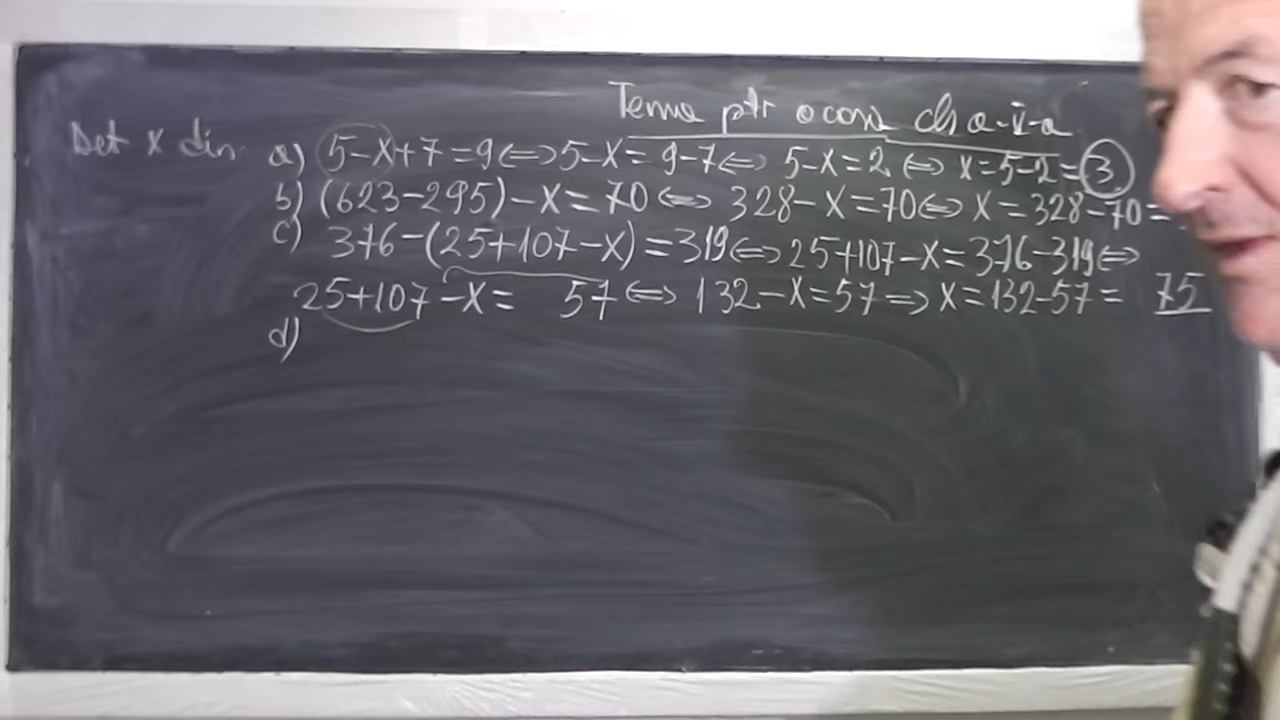 Tema ptr acasă cls a-V-a
Det x din: a) 5-x+7=9⇔5-x=9-7⇔5-x=2⇔x=5-2=3
b) (623-295)-x=70⇔328-x=70⇔x=328-70=
c) 376-(25+107-x)=319⇔25+107-x=376-319⇔
25+107-x= 57⇔132-x=57⇒x=132-57= 75
d)